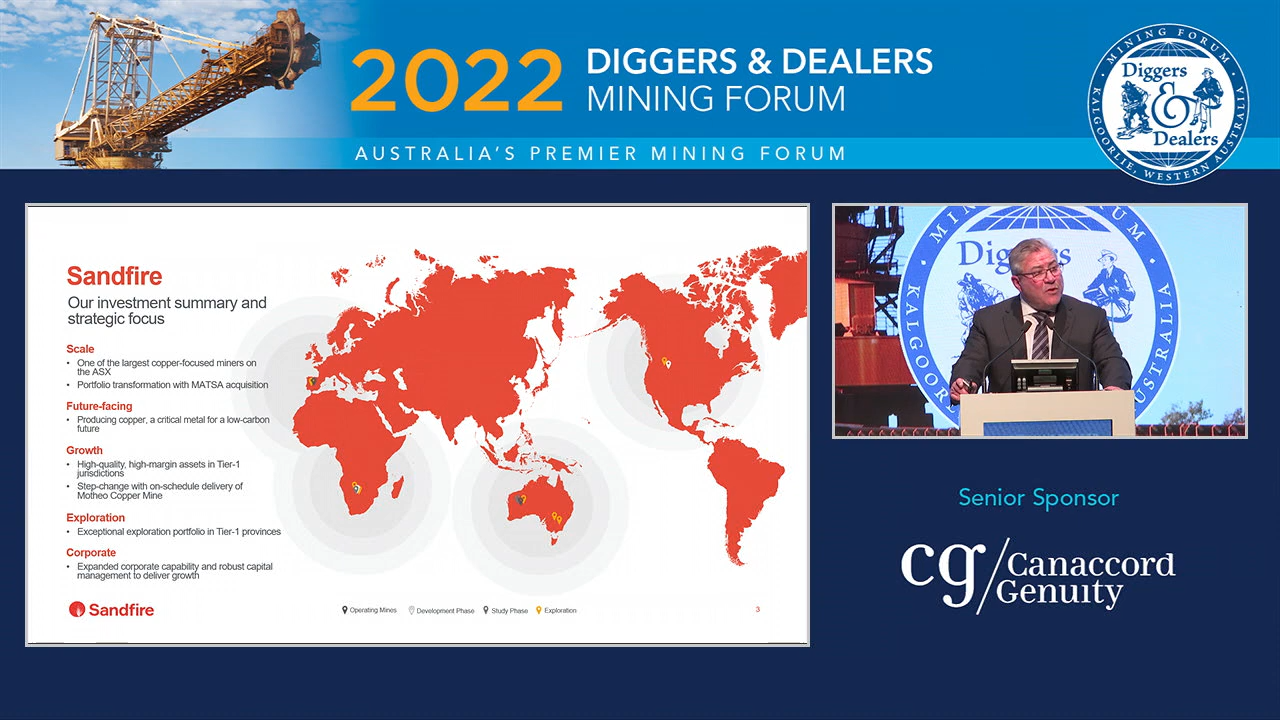 2022
DIGGERS & DEALERS
MINING FORUM
AUSTRALIA'S PREMIER MINING FORUM
MINING FORUM
Diggers
&
Dealers
KALGOORLIE, WESTERN AUSTRALIA
Sandfire
Our investment summary and
strategic focus
Scale
• One of the largest copper-focused miners on
the ASX
• Portfolio transformation with MATSA acquisition
Future-facing
• Producing copper, a critical metal for a low-carbon
future
Growth
• High-quality, high-margin assets in Tier-1
jurisdictions
• Step-change with on-schedule delivery of
Motheo Copper Mine
Exploration
• Exceptional exploration portfolio in Tier-1 provinces
Corporate
• Expanded corporate capability and robust capital
management to deliver growth
Sandfire
Operating Mines Development Phase Study Phase Exploration
3
Diggers
Senior Sponsor
cg/Canaccord
Genuity